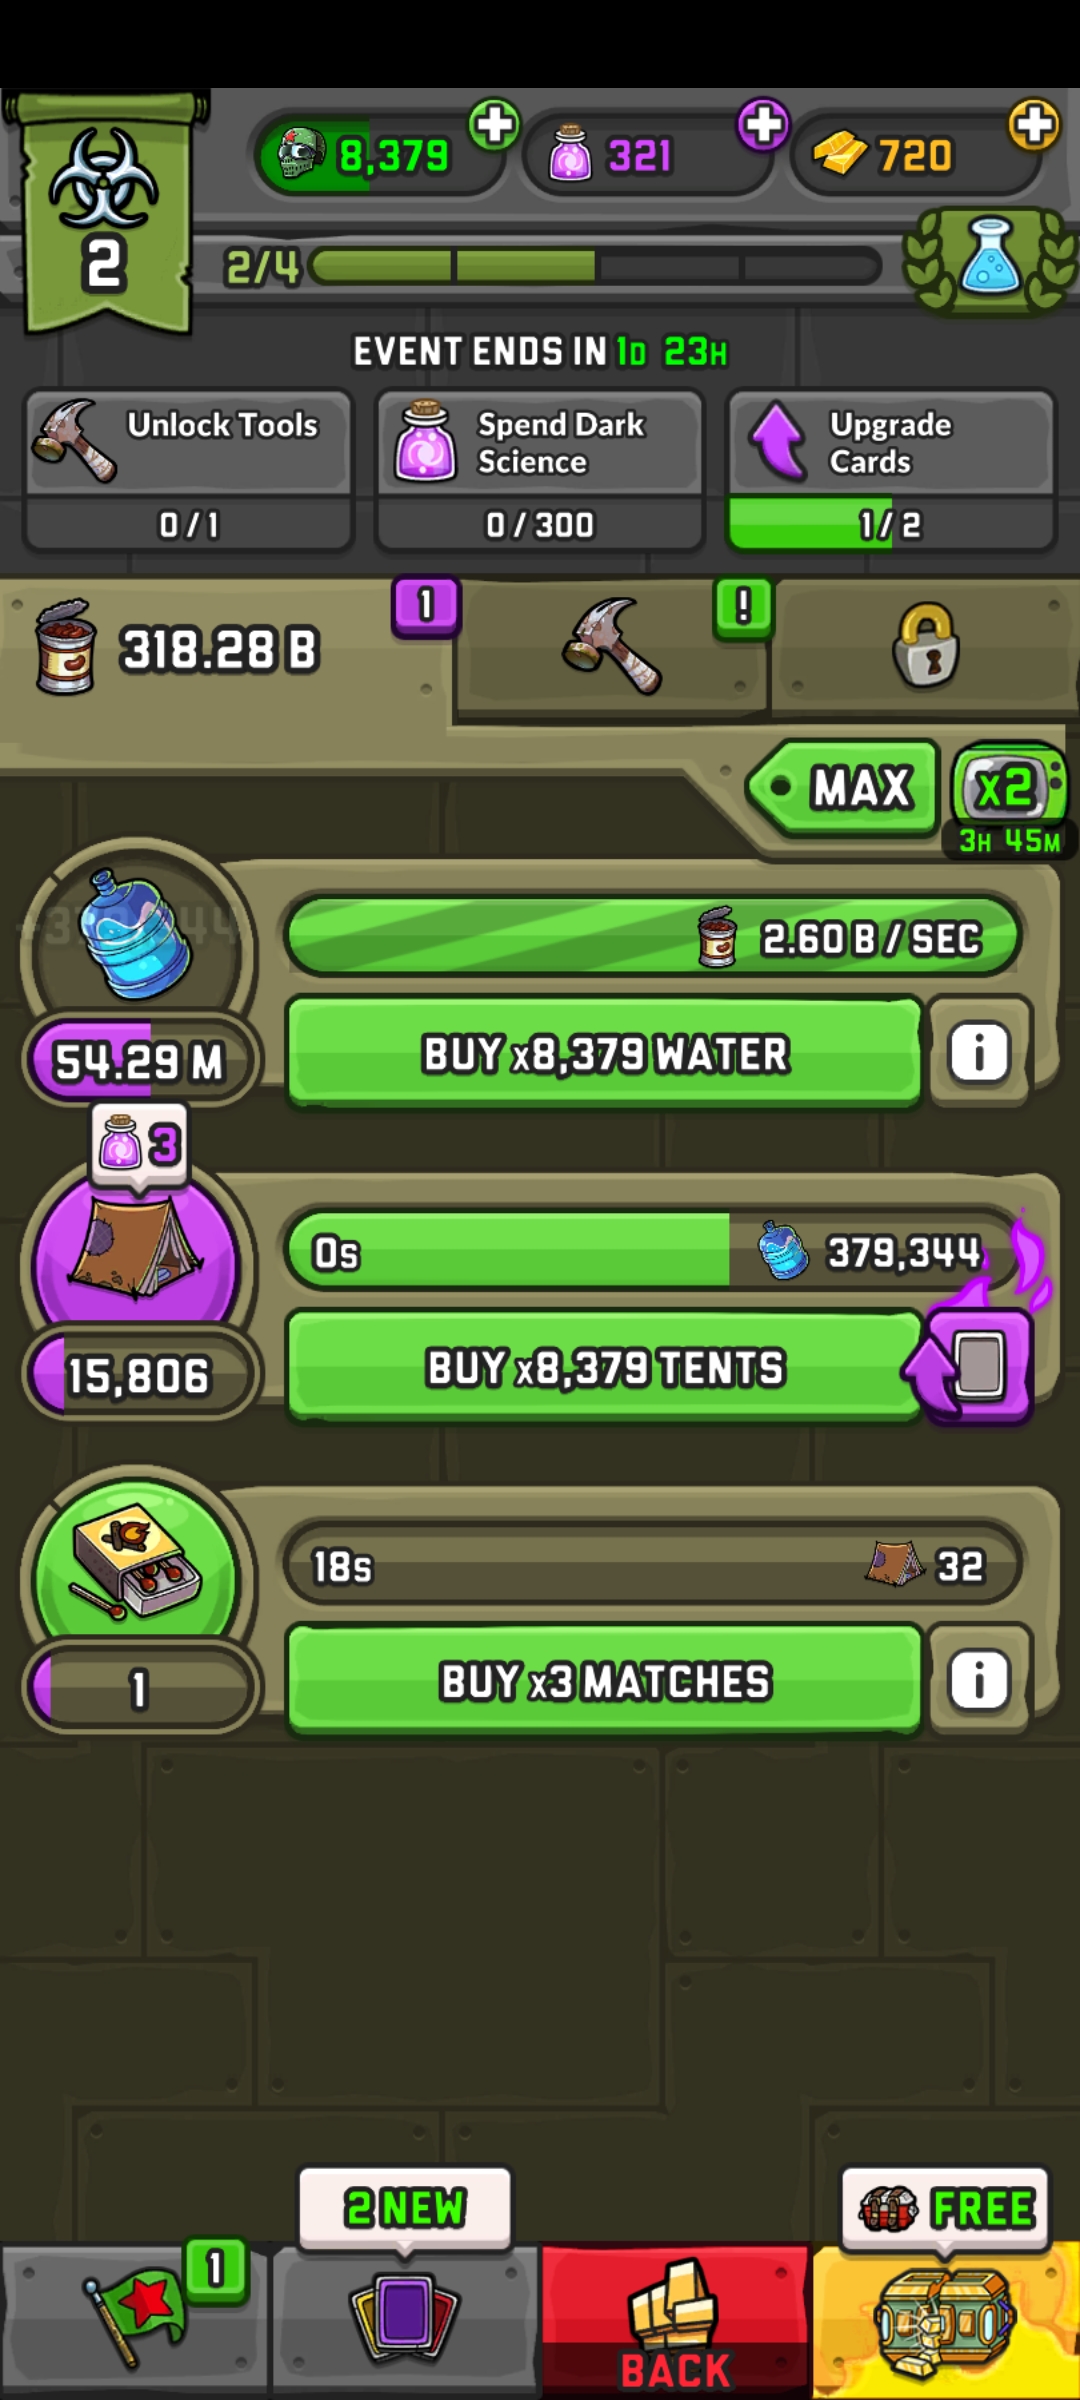 8,379
321
720
2
2/4
EVENT ENDS IN 1D 23H
Unlock Tools
0/1
Spend Dark
Science
0/300
Upgrade
Cards
1/2
318.28 B
1
!
MAX
x2
3H 45M
2.60 B / SEC
54.29 M
BUY x8,379 WATER
i
3
0s
379,344
15,806
BUY x8,379 TENTS
18s
32
1
BUY x3 MATCHES
i
2 NEW
FREE
1
BACK